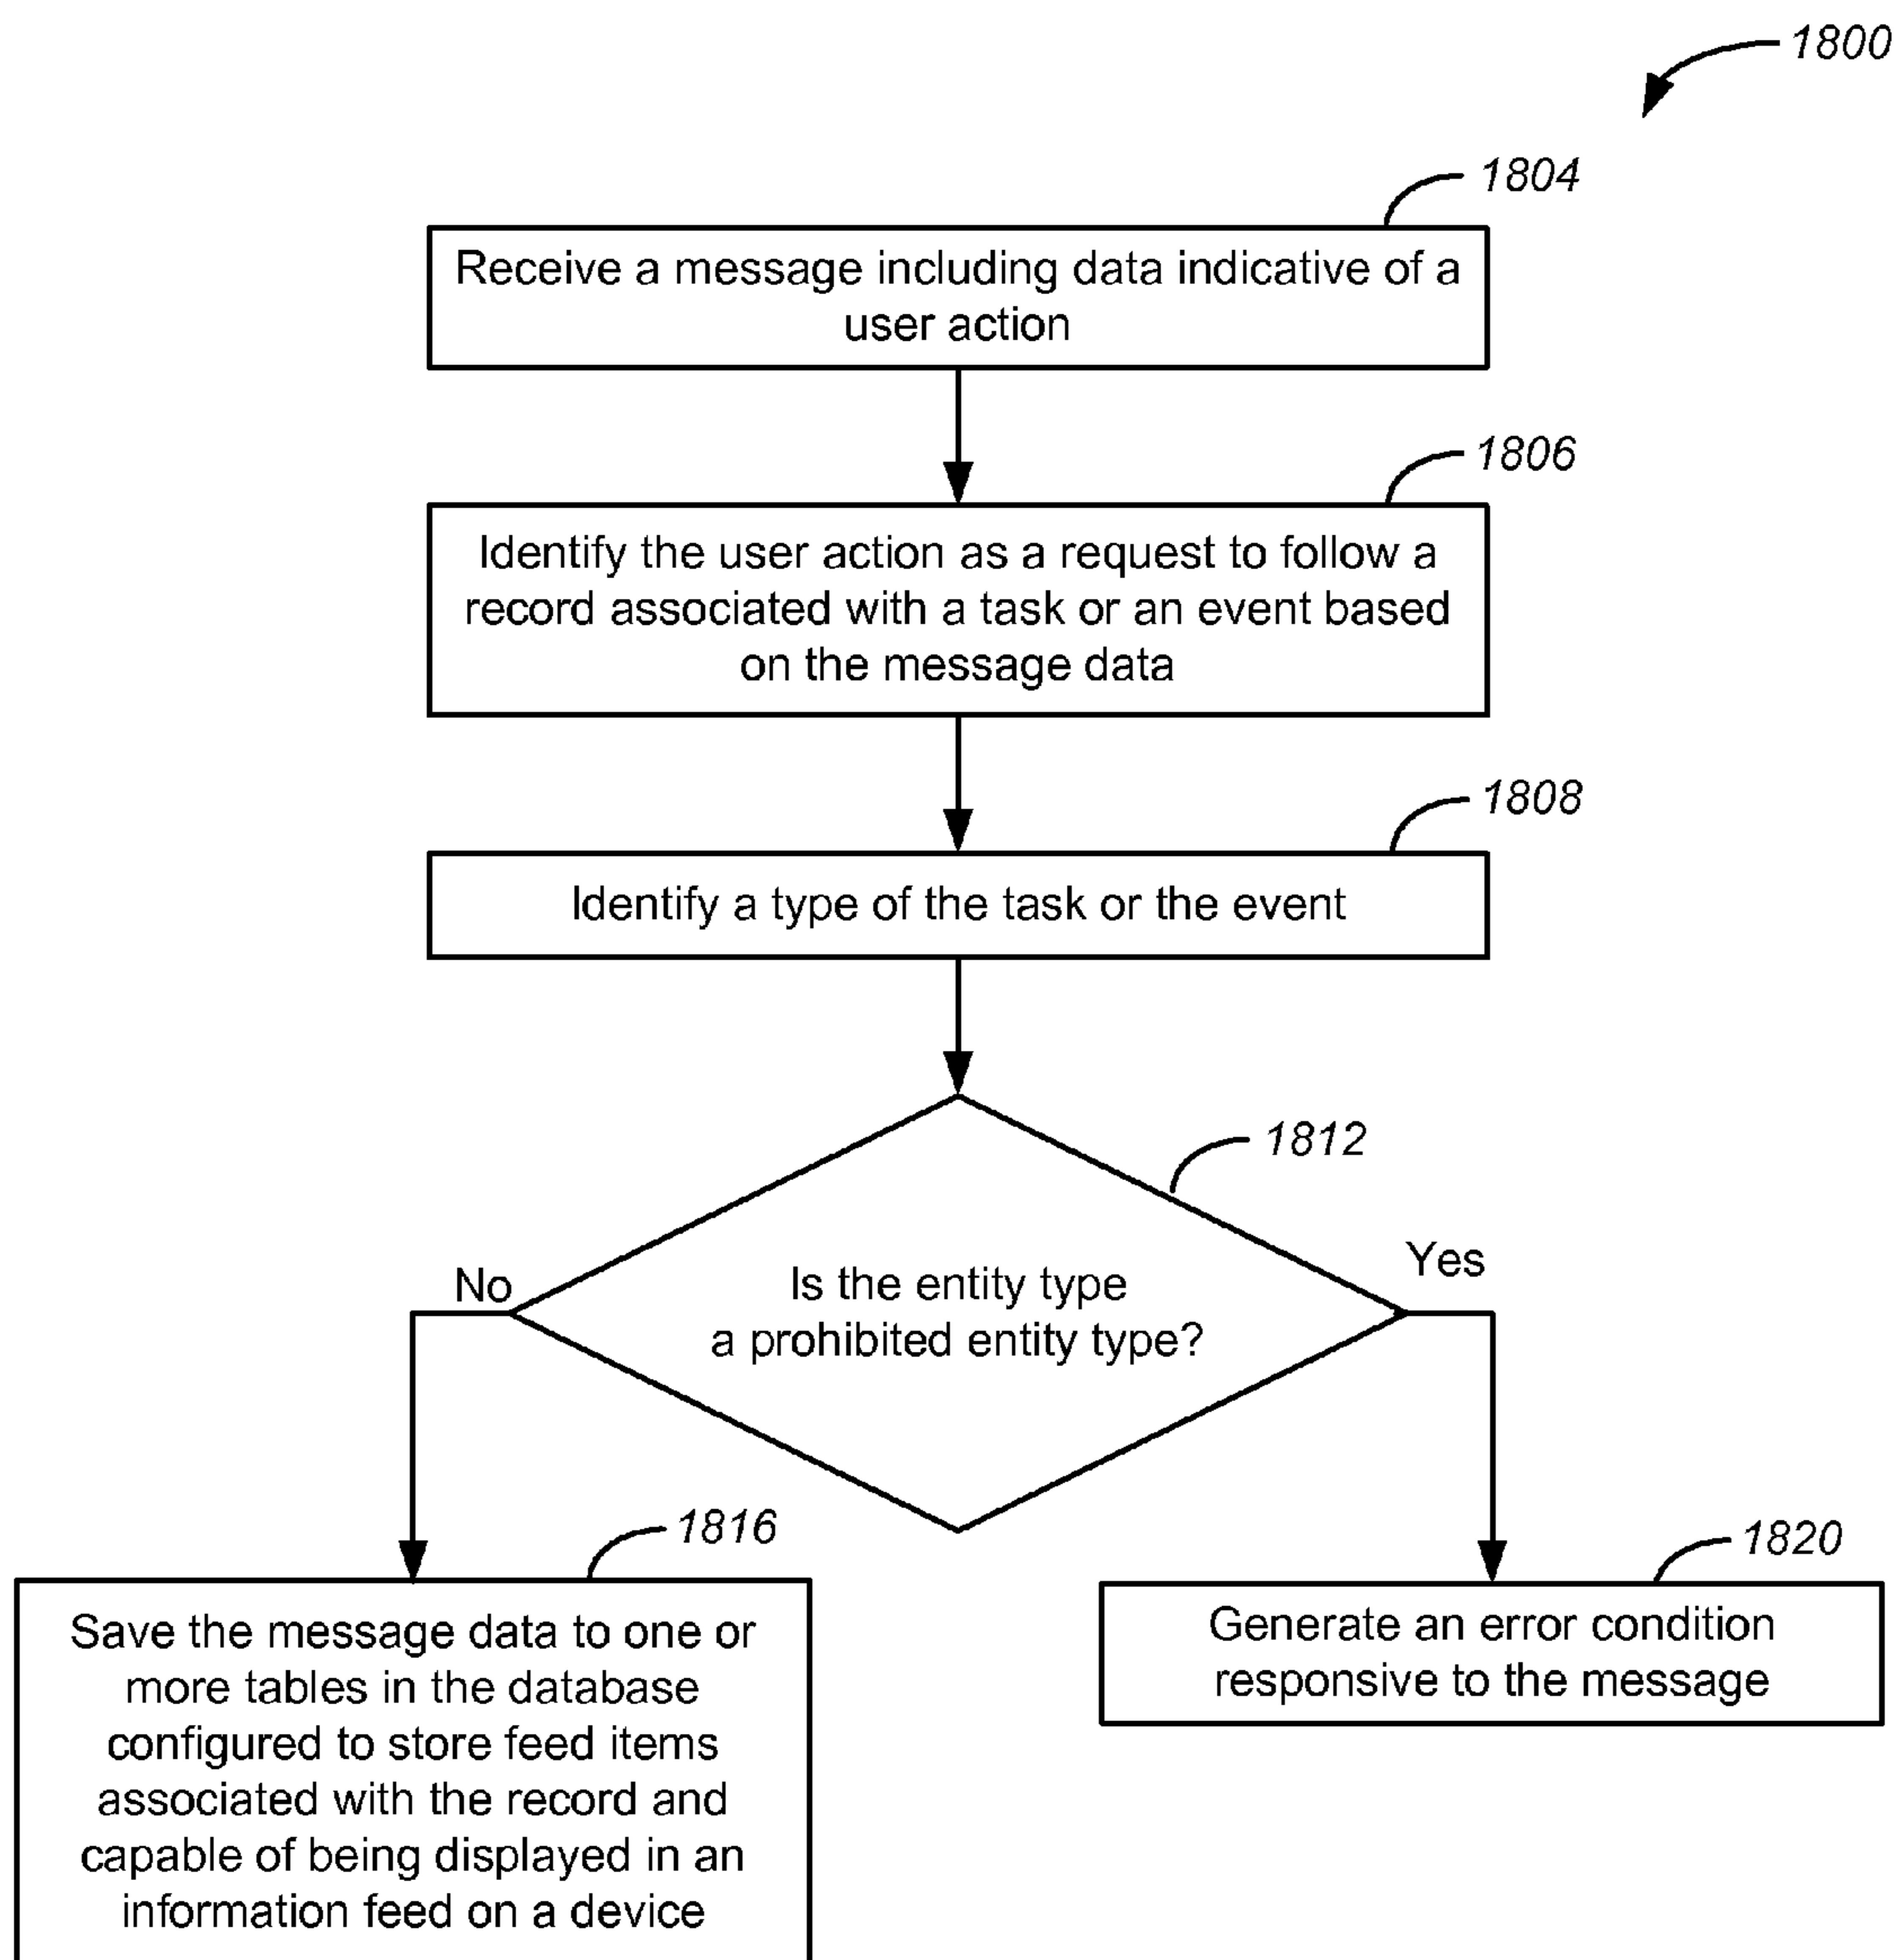 1800
1804
Receive a message including data indicative of a
user action
1806
Identify the user action as a request to follow a
record associated with a task or an event based
on the message data
1808
Identify a type of the task or the event
1812
Is the entity type
a prohibited entity type?
No
Yes
1816
Save the message data to one or
more tables in the database
configured to store feed items
associated with the record and
capable of being displayed in an
information feed on a device
1820
Generate an error condition
responsive to the message